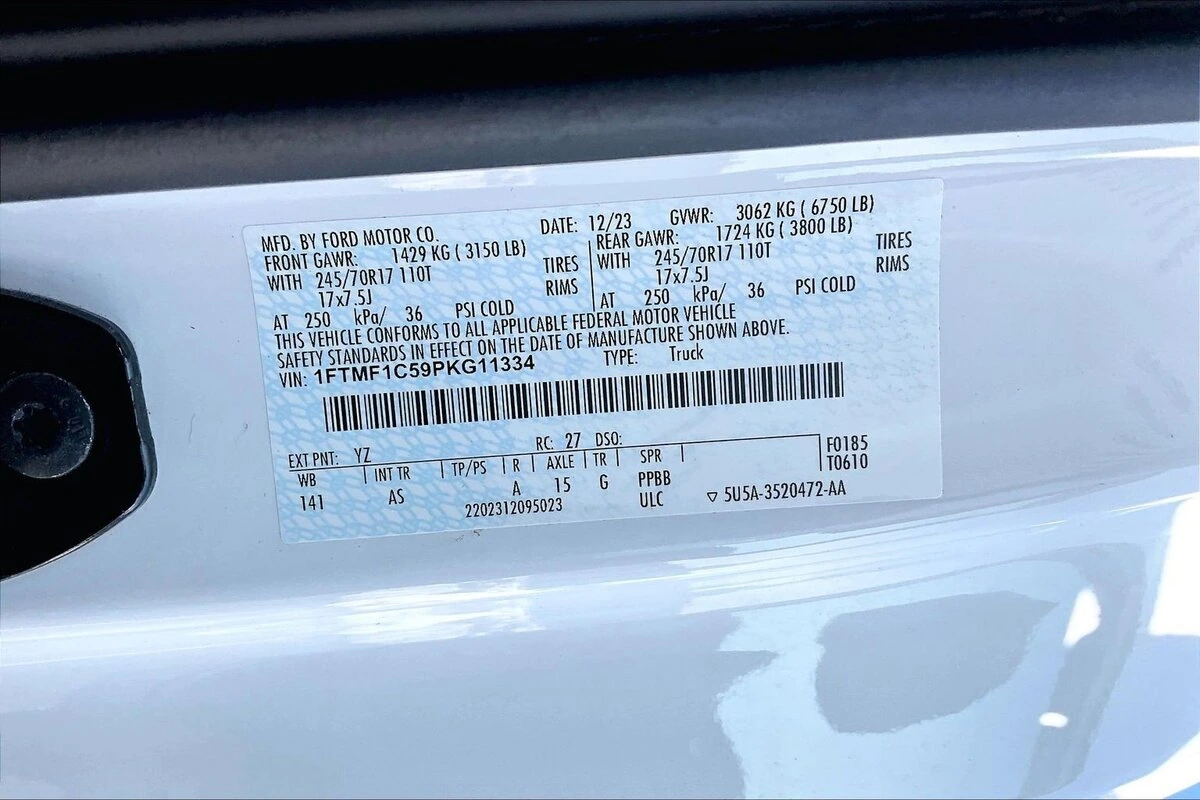 MFD. BY FORD MOTOR CO. DATE: 12/23 GVWR: 3062 KG ( 6750 LB)
FRONT GAWR: 1429 KG ( 3150 LB) REAR GAWR: 1724 KG ( 3800 LB)
WITH 245/70R17 110T TIRES WITH 245/70R17 110T TIRES
17x7.5J RIMS 17x7.5J RIMS
AT 250 kPa/ 36 PSI COLD AT 250 kPa/ 36 PSI COLD
THIS VEHICLE CONFORMS TO ALL APPLICABLE FEDERAL MOTOR VEHICLE
SAFETY STANDARDS IN EFFECT ON THE DATE OF MANUFACTURE SHOWN ABOVE.
VIN: 1FTMF1C59PKG11334 TYPE: Truck
EXT PNT: YZ RC: 27 DSO: F0185
WB INT TR TP/PS R AXLE TR SPR T0610
141 AS A 15 G PPBB
2202312095023 ULC ▽ 5U5A-3520472-AA